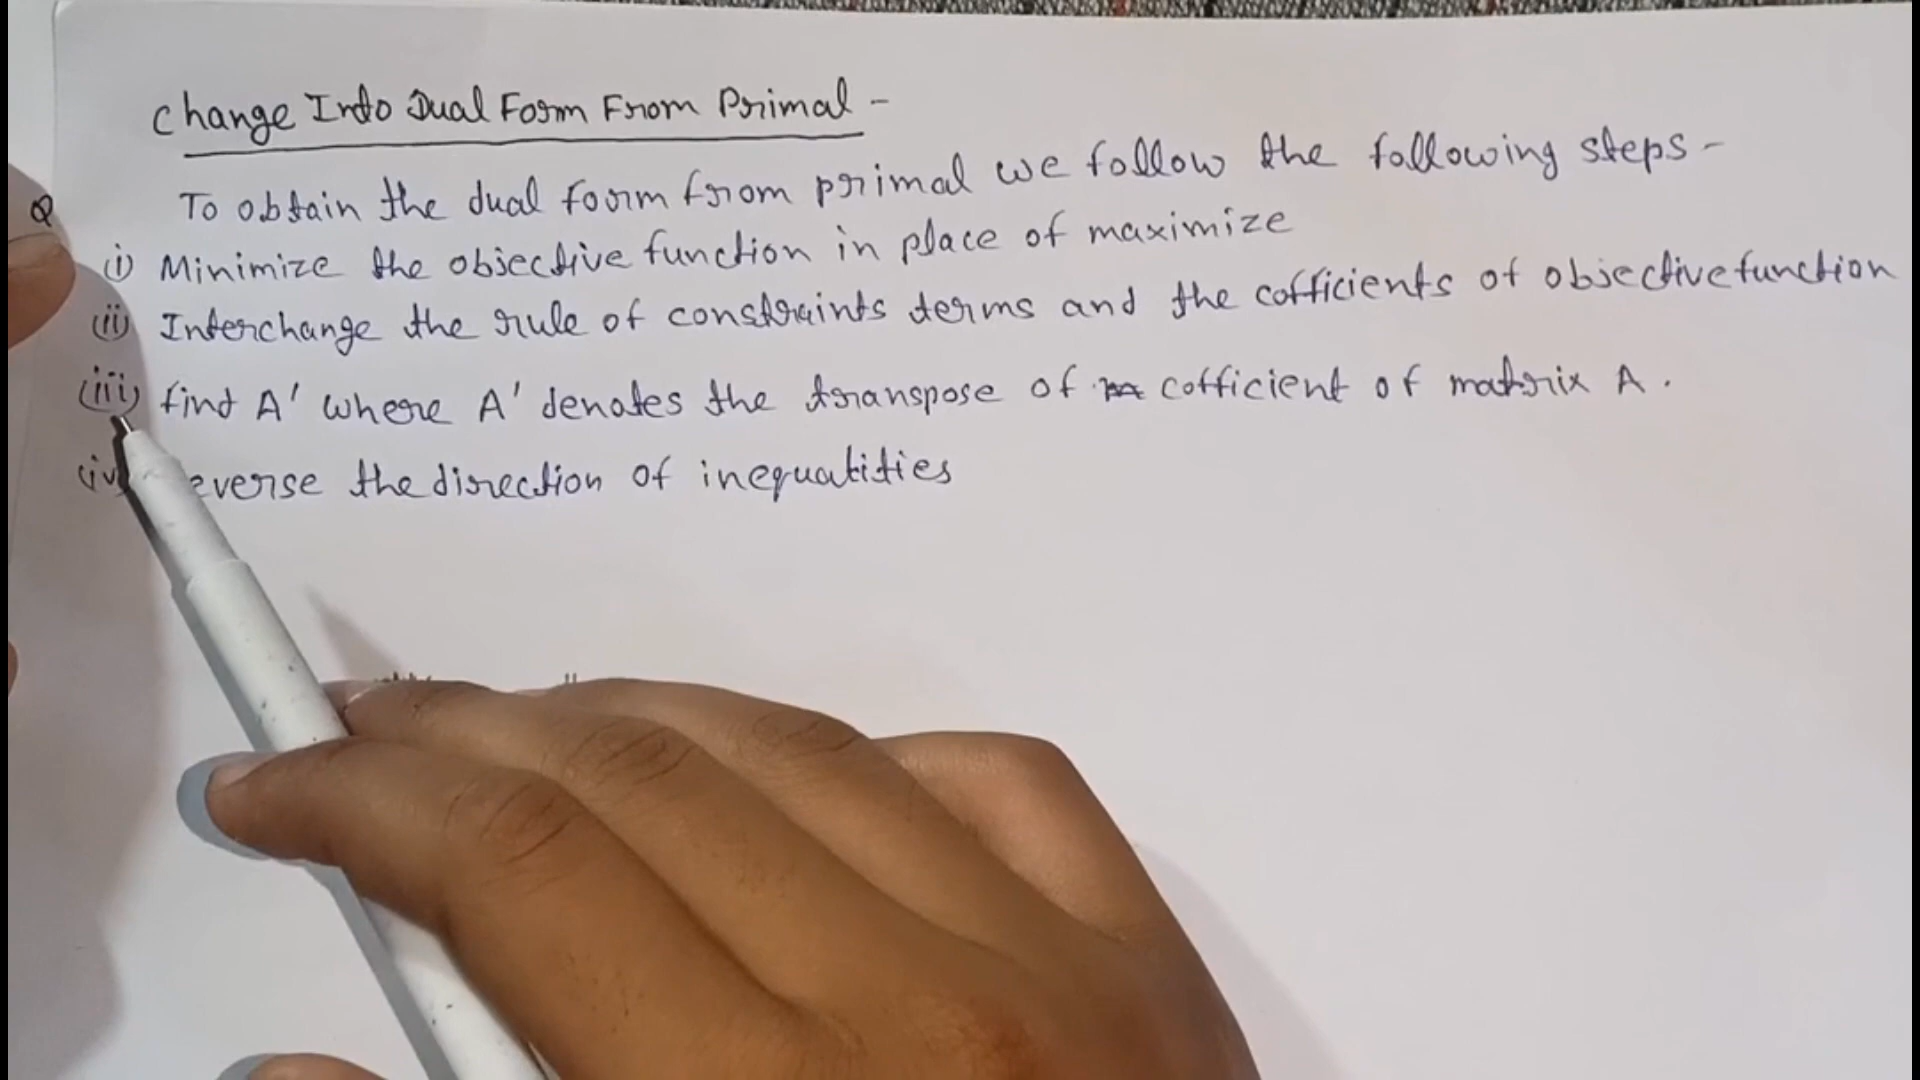 Change Into Dual Form From Primal -
To obtain the dual form from primal we follow the following steps -
(i) Minimize the objective function in place of maximize
(ii) Interchange the rule of constraints terms and the cofficients of objective function
(iii) find A' where A' denotes the transpose of cofficient of matrix A.
(iv) everse the direction of inequatities